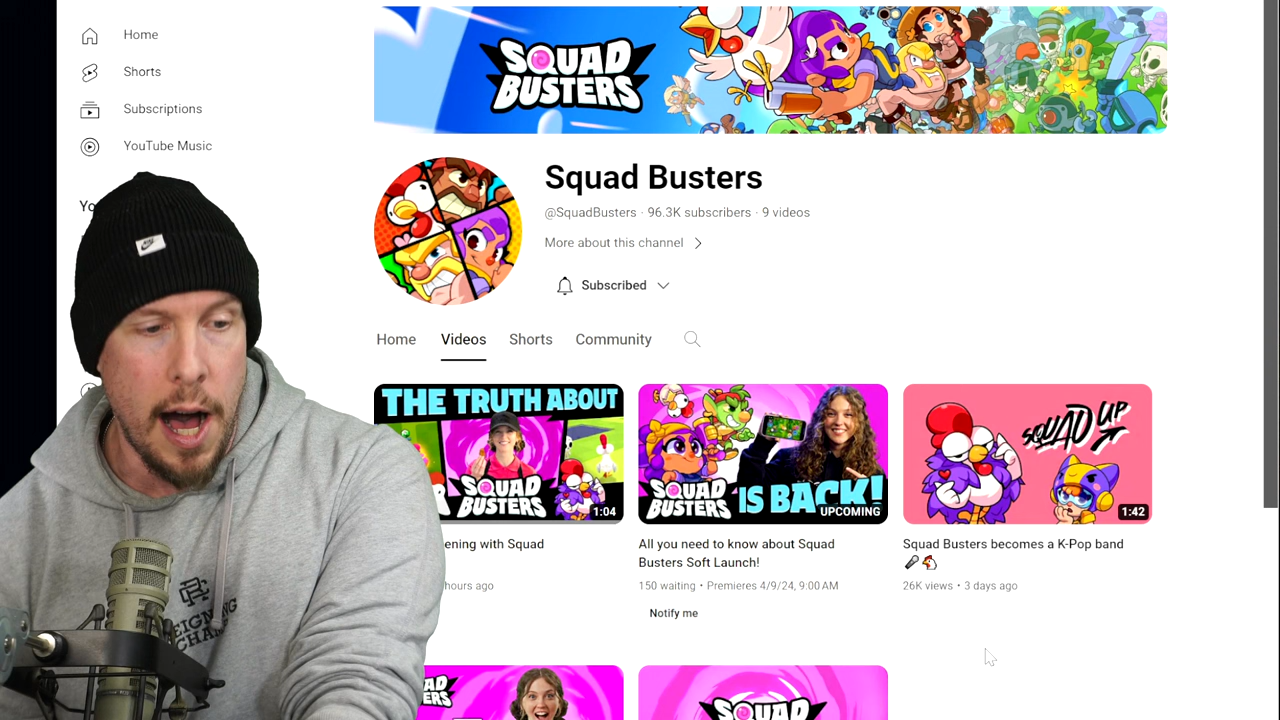 Home
Shorts
Subscriptions
YouTube Music
SQUAD
BUSTERS
Squad Busters
@SquadBusters · 96.3K subscribers · 9 videos
More about this channel
Subscribed
Home
Videos
Shorts
Community
THE TRUTH ABOUT
SQUAD
BUSTERS
1:04
SQUAD
BUSTERS
IS BACK!
UPCOMING
SQUAD UP
1:42
ening with Squad
hours ago
All you need to know about Squad
Busters Soft Launch!
150 waiting • Premieres 4/9/24, 9:00 AM
Notify me
Squad Busters becomes a K-Pop band
🎤🐔
26K views • 3 days ago
REIGNING
CHAMP
SQUAD